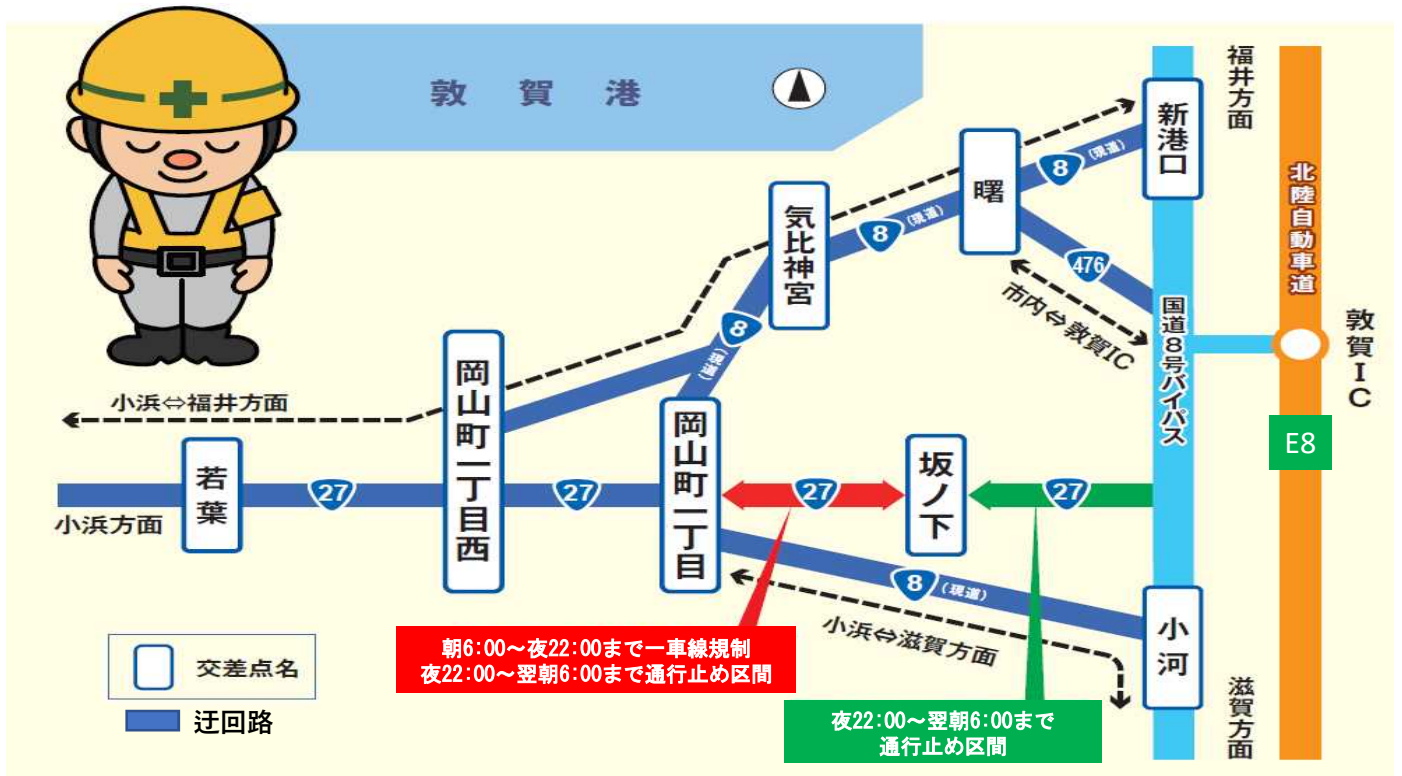 敦賀港
福井方面
新港口
8
(現道)
曙
北陸自動車道
気比神宮
8
(現道)
476
市内⇔敦賀IC
国道8号バイパス
敦賀IC
8
(現道)
岡山町一丁目西
小浜⇔福井方面
岡山町一丁目
E8
坂ノ下
若葉
27
27
27
27
小浜方面
8
(現道)
小浜⇔滋賀方面
小河
朝6:00～夜22:00まで一車線規制
夜22:00～翌朝6:00まで通行止め区間
交差点名
滋賀方面
迂回路
夜22:00～翌朝6:00まで
通行止め区間